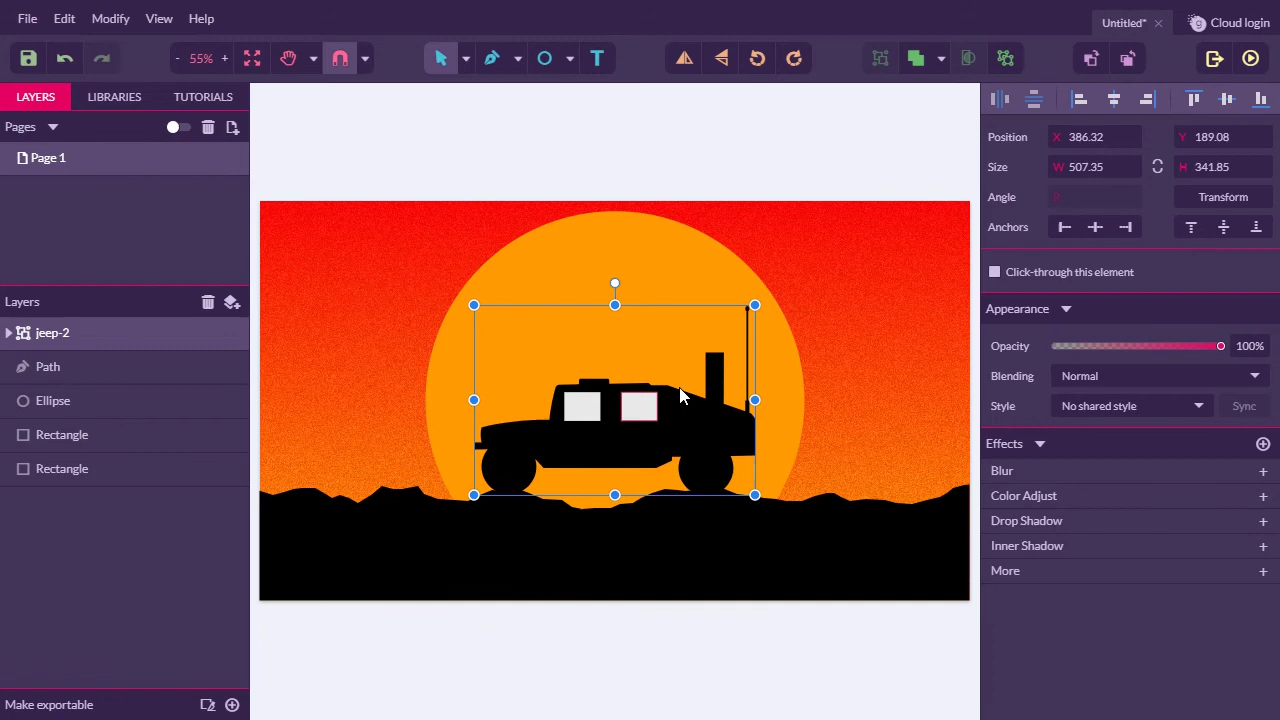 File Edit Modify View Help
Untitled*
Cloud login
- 55% +
T
LAYERS LIBRARIES TUTORIALS
Pages
Page 1
Layers
jeep-2
Path
Ellipse
Rectangle
Rectangle
Make exportable
Position X 386.32 Y 189.08
Size W 507.35 H 341.85
Angle R Transform
Anchors
Click-through this element
Appearance
Opacity 100%
Blending Normal
Style No shared style Sync
Effects
Blur +
Color Adjust +
Drop Shadow +
Inner Shadow +
More +